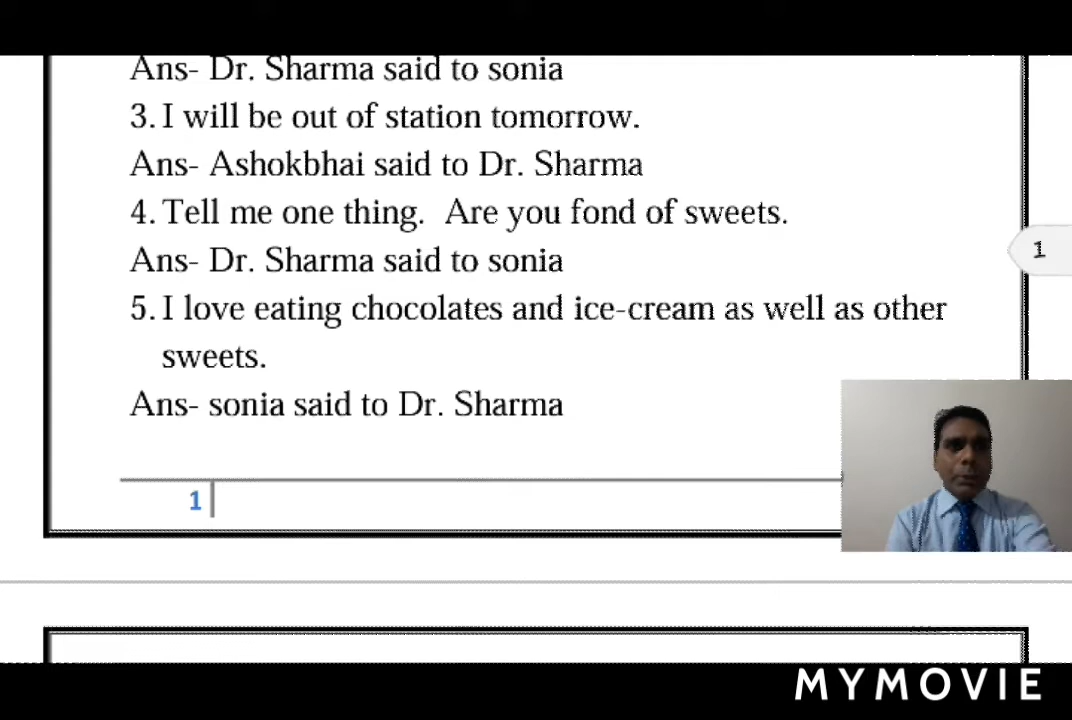 Ans- Dr. Sharma said to sonia
3. I will be out of station tomorrow.
Ans- Ashokbhai said to Dr. Sharma
4. Tell me one thing.  Are you fond of sweets.
Ans- Dr. Sharma said to sonia
5. I love eating chocolates and ice-cream as well as other
sweets.
Ans- sonia said to Dr. Sharma
1
1
MYMOVIE